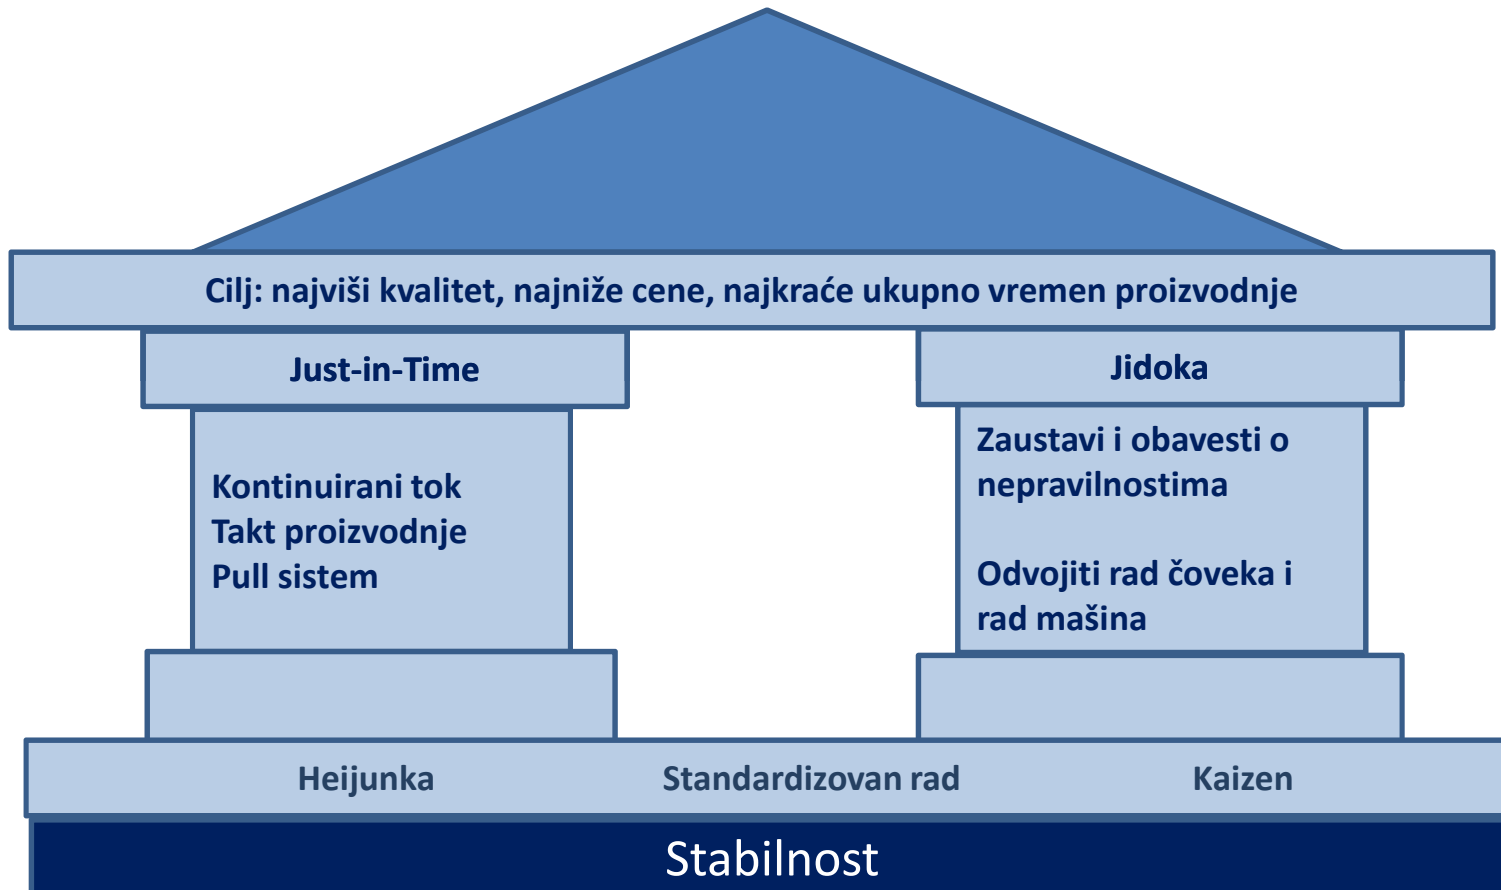 Cilj: najviši kvalitet, najniže cene, najkraće ukupno vremen proizvodnje
Just-in-Time
Jidoka
Kontinuirani tok
Takt proizvodnje
Pull sistem
Zaustavi i obavesti o
nepravilnostima
Odvojiti rad čoveka i
rad mašina
Heijunka
Standardizovan rad
Kaizen
Stabilnost